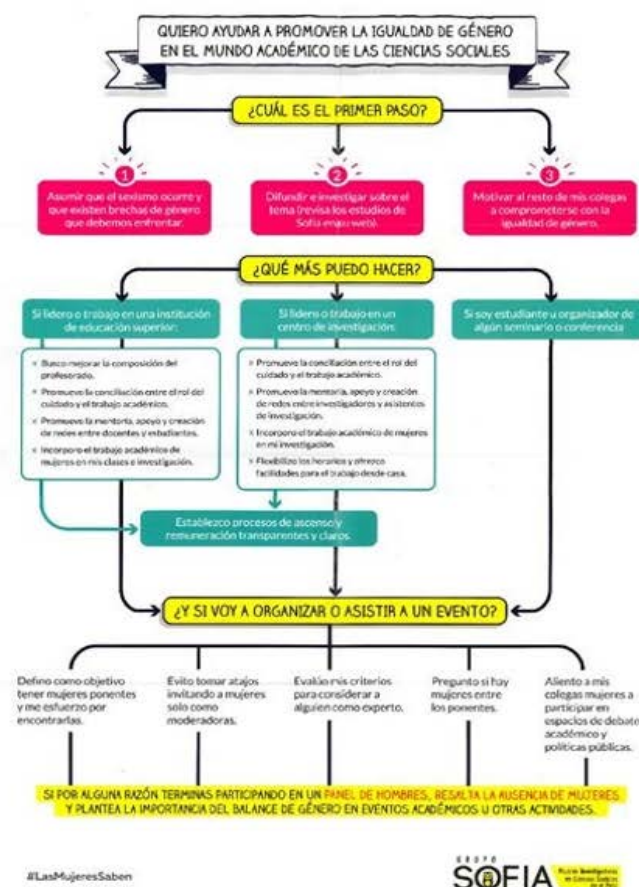 QUIERO AYUDAR A PROMOVER LA IGUALDAD DE GÉNERO
EN EL MUNDO ACADÉMICO DE LAS CIENCIAS SOCIALES
¿CUÁL ES EL PRIMER PASO?
1
Asumir que el sexismo ocurre y
que existen brechas de género
que debemos enfrentar.
2
Difundir e investigar sobre el
tema (revisa los estudios de
Sofía en su web).
3
Motivar al resto de mis colegas
a comprometerse con la
igualdad de género.
¿QUÉ MÁS PUEDO HACER?
Si lidero o trabajo en una institución
de educación superior:
× Busco mejorar la composición del
profesorado.
× Promuevo la conciliación entre el rol del
cuidado y el trabajo académico.
× Promuevo la mentoría, apoyo y creación
de redes entre docentes y estudiantes.
× Incorporo el trabajo académico de
mujeres en mis clases e investigación.
Si lidero o trabajo en un
centro de investigación:
× Promuevo la conciliación entre el rol del
cuidado y el trabajo académico.
× Promuevo la mentoría, apoyo y creación
de redes entre investigadores y asistentes
de investigación.
× Incorporo el trabajo académico de mujeres
en mi investigación.
× Flexibilizo los horarios y ofrezco
facilidades para el trabajo desde casa.
Si soy estudiante u organizador de
algún seminario o conferencia
Establezco procesos de ascenso y
remuneración transparentes y claros
¿Y SI VOY A ORGANIZAR O ASISTIR A UN EVENTO?
Defino como objetivo
tener mujeres ponentes
y me esfuerzo por
encontrarlas.
Evito tomar atajos
invitando a mujeres
solo como
moderadoras.
Evalúo mis criterios
para considerar a
alguien como experto.
Pregunto si hay
mujeres entre
los ponentes.
Aliento a mis
colegas mujeres a
participar en
espacios de debate
académico y
políticas públicas.
SI POR ALGUNA RAZÓN TERMINAS PARTICIPANDO EN UN PANEL DE HOMBRES, RESALTA LA AUSENCIA DE MUJERES
Y PLANTEA LA IMPORTANCIA DEL BALANCE DE GÉNERO EN EVENTOS ACADÉMICOS U OTRAS ACTIVIDADES.
#LasMujeresSaben
GRUPO
SOFIA